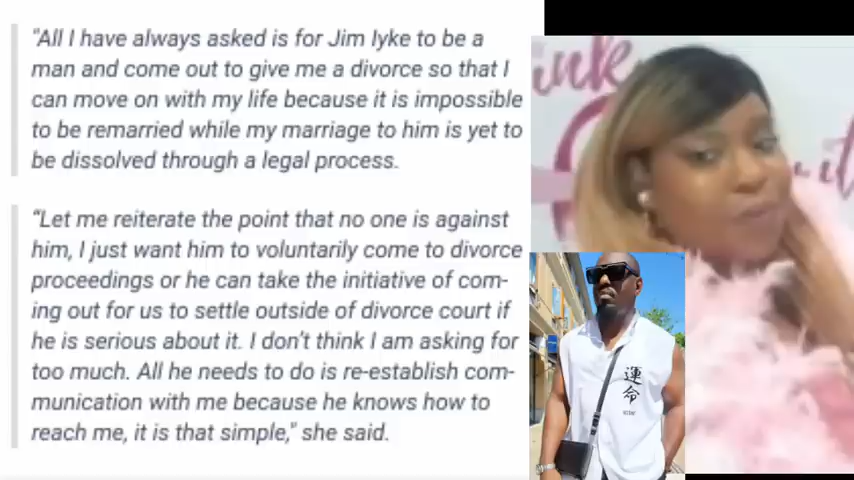 "All I have always asked is for Jim Iyke to be a
man and come out to give me a divorce so that I
can move on with my life because it is impossible
to be remarried while my marriage to him is yet to
be dissolved through a legal process.
"Let me reiterate the point that no one is against
him, I just want him to voluntarily come to divorce
proceedings or he can take the initiative of com-
ing out for us to settle outside of divorce court if
he is serious about it. I don't think I am asking for
too much. All he needs to do is re-establish com-
munication with me because he knows how to
reach me, it is that simple," she said.
運
命